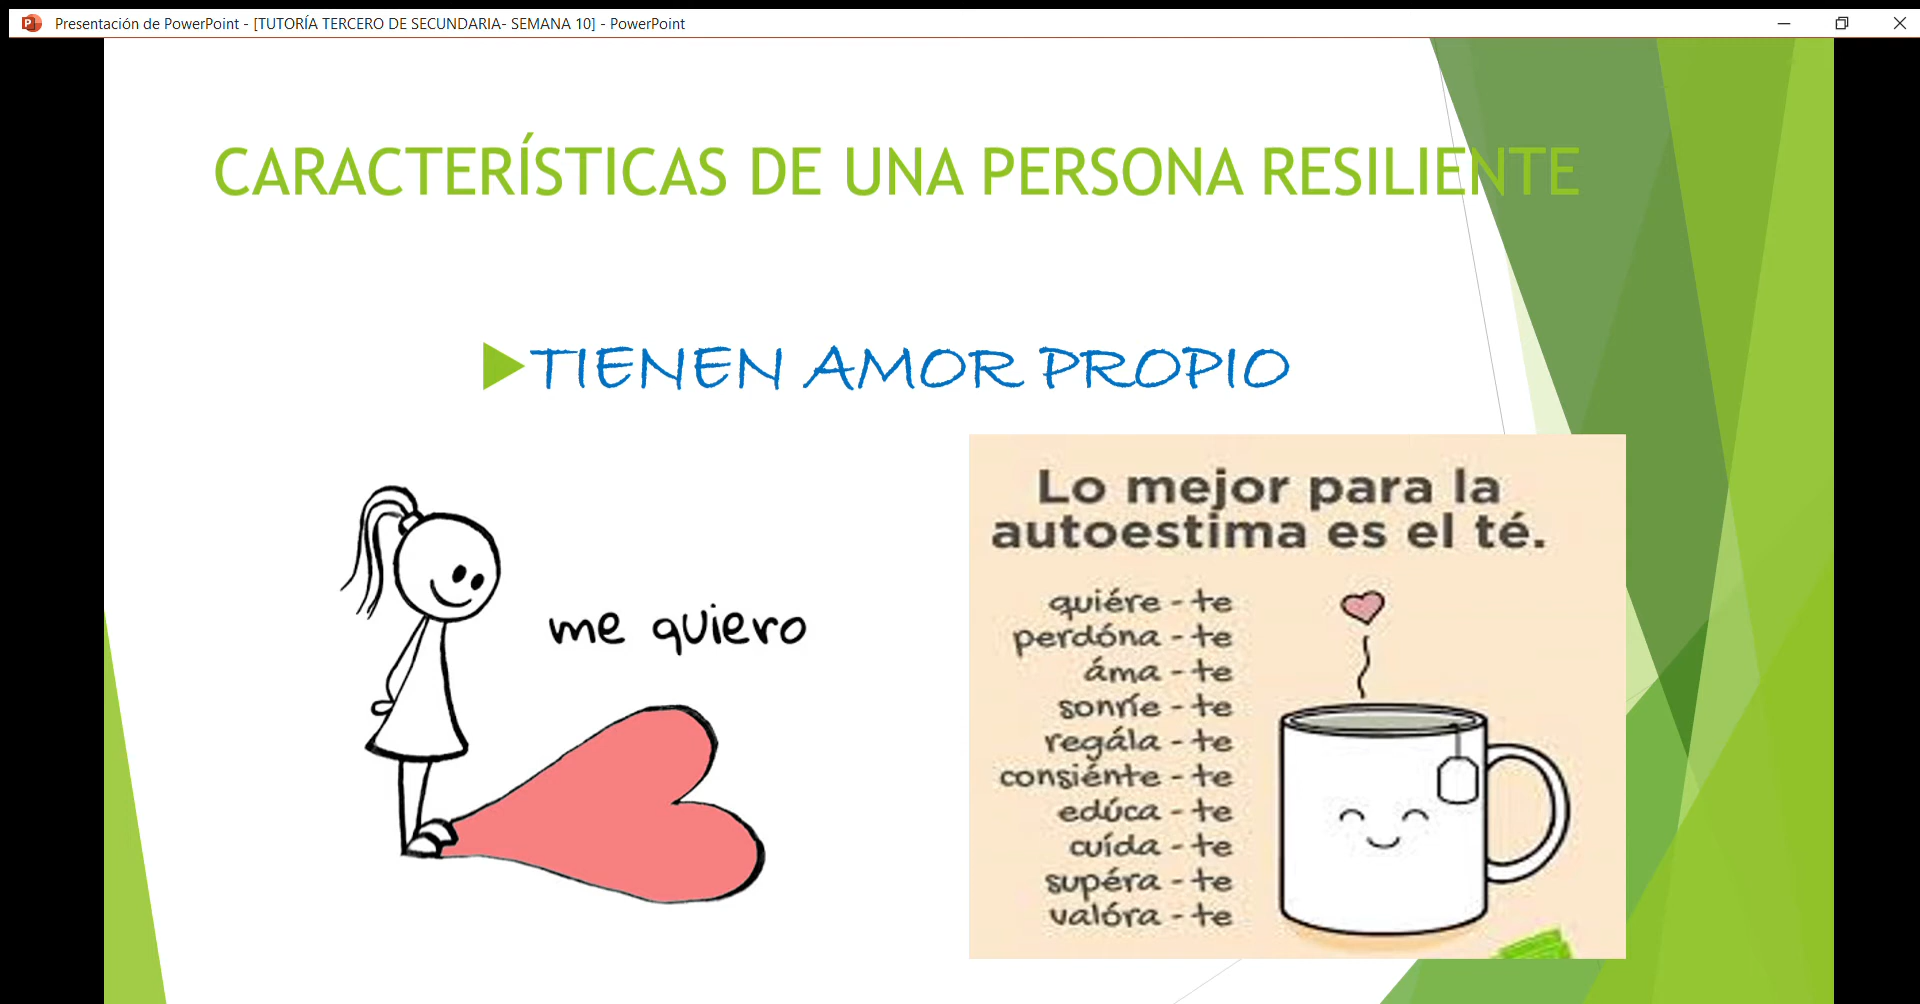 Presentación de PowerPoint - [TUTORÍA TERCERO DE SECUNDARIA- SEMANA 10] - PowerPoint
CARACTERÍSTICAS DE UNA PERSONA RESILIENTE
TIENEN AMOR PROPIO
me quiero
Lo mejor para la
autoestima es el té.
quiére - te
perdóna - te
áma - te
sonríe - te
regála - te
consiénte - te
edúca - te
cuída - te
supéra - te
valóra - te